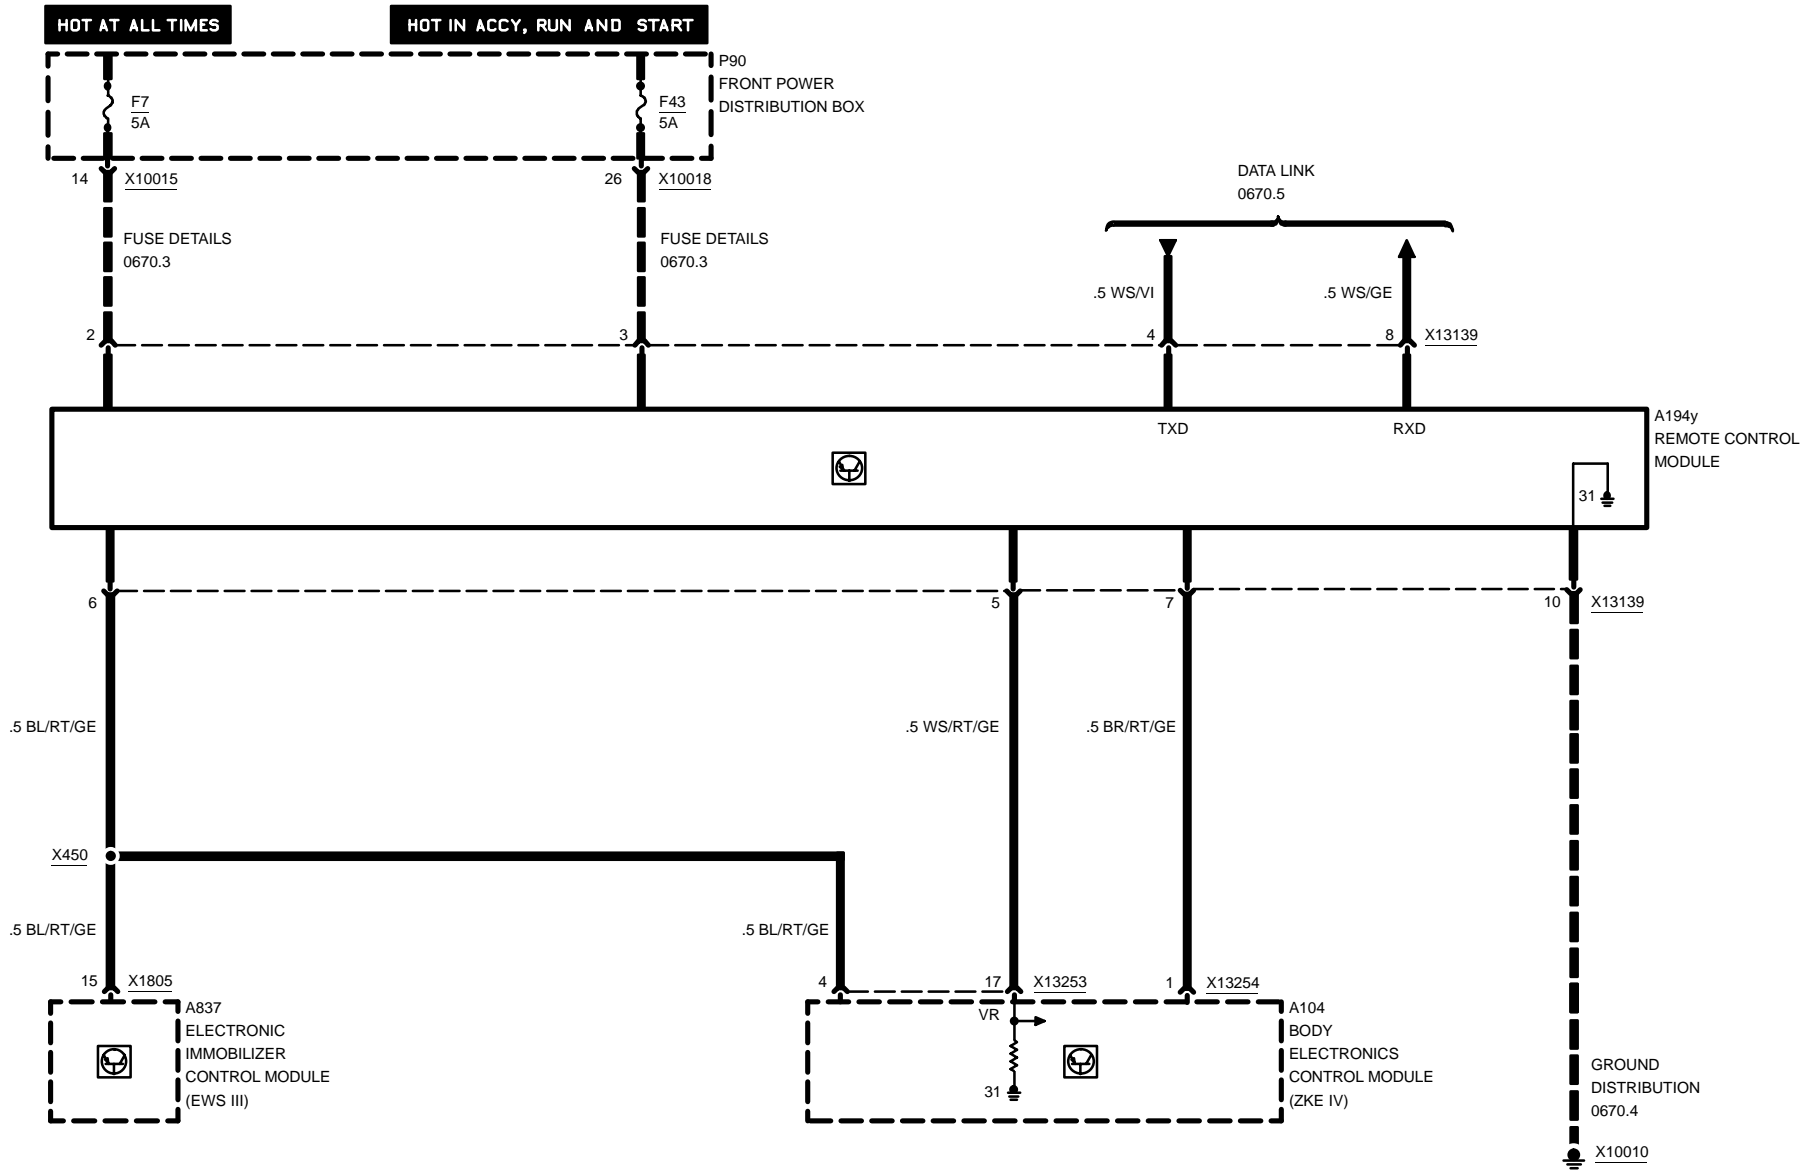 HOT AT ALL TIMES
HOT IN ACCY, RUN AND START
P90
FRONT POWER
DISTRIBUTION BOX
F7
5A
F43
5A
14
X10015
26
X10018
DATA LINK
0670.5
FUSE DETAILS
0670.3
FUSE DETAILS
0670.3
.5 WS/VI
.5 WS/GE
2
3
4
8
X13139
TXD
RXD
A194y
REMOTE CONTROL
MODULE
31
6
5
7
10
X13139
.5 BL/RT/GE
.5 WS/RT/GE
.5 BR/RT/GE
X450
.5 BL/RT/GE
.5 BL/RT/GE
15
X1805
4
17
X13253
1
X13254
A837
ELECTRONIC
IMMOBILIZER
CONTROL MODULE
(EWS III)
VR
31
A104
BODY
ELECTRONICS
CONTROL MODULE
(ZKE IV)
GROUND
DISTRIBUTION
0670.4
X10010